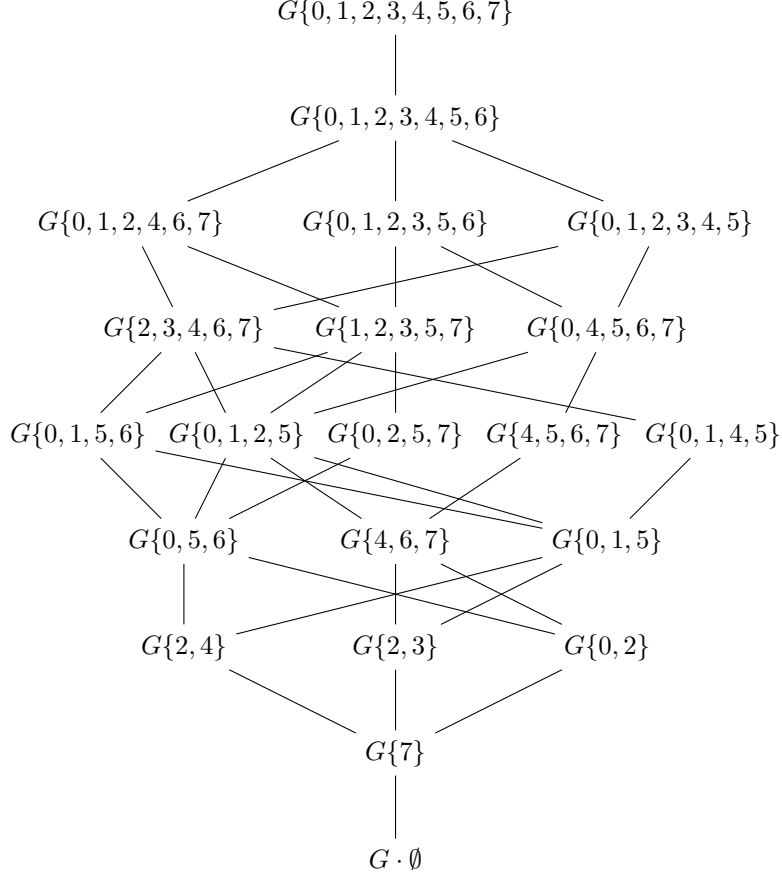 G{0, 1, 2, 3, 4, 5, 6, 7}
G{0, 1, 2, 3, 4, 5, 6}
G{0, 1, 2, 4, 6, 7} G{0, 1, 2, 3, 5, 6} G{0, 1, 2, 3, 4, 5}
G{2, 3, 4, 6, 7} G{1, 2, 3, 5, 7} G{0, 4, 5, 6, 7}
G{0, 1, 5, 6} G{0, 1, 2, 5} G{0, 2, 5, 7} G{4, 5, 6, 7} G{0, 1, 4, 5}
G{0, 5, 6} G{4, 6, 7} G{0, 1, 5}
G{2, 4} G{2, 3} G{0, 2}
G{7}
G · ∅